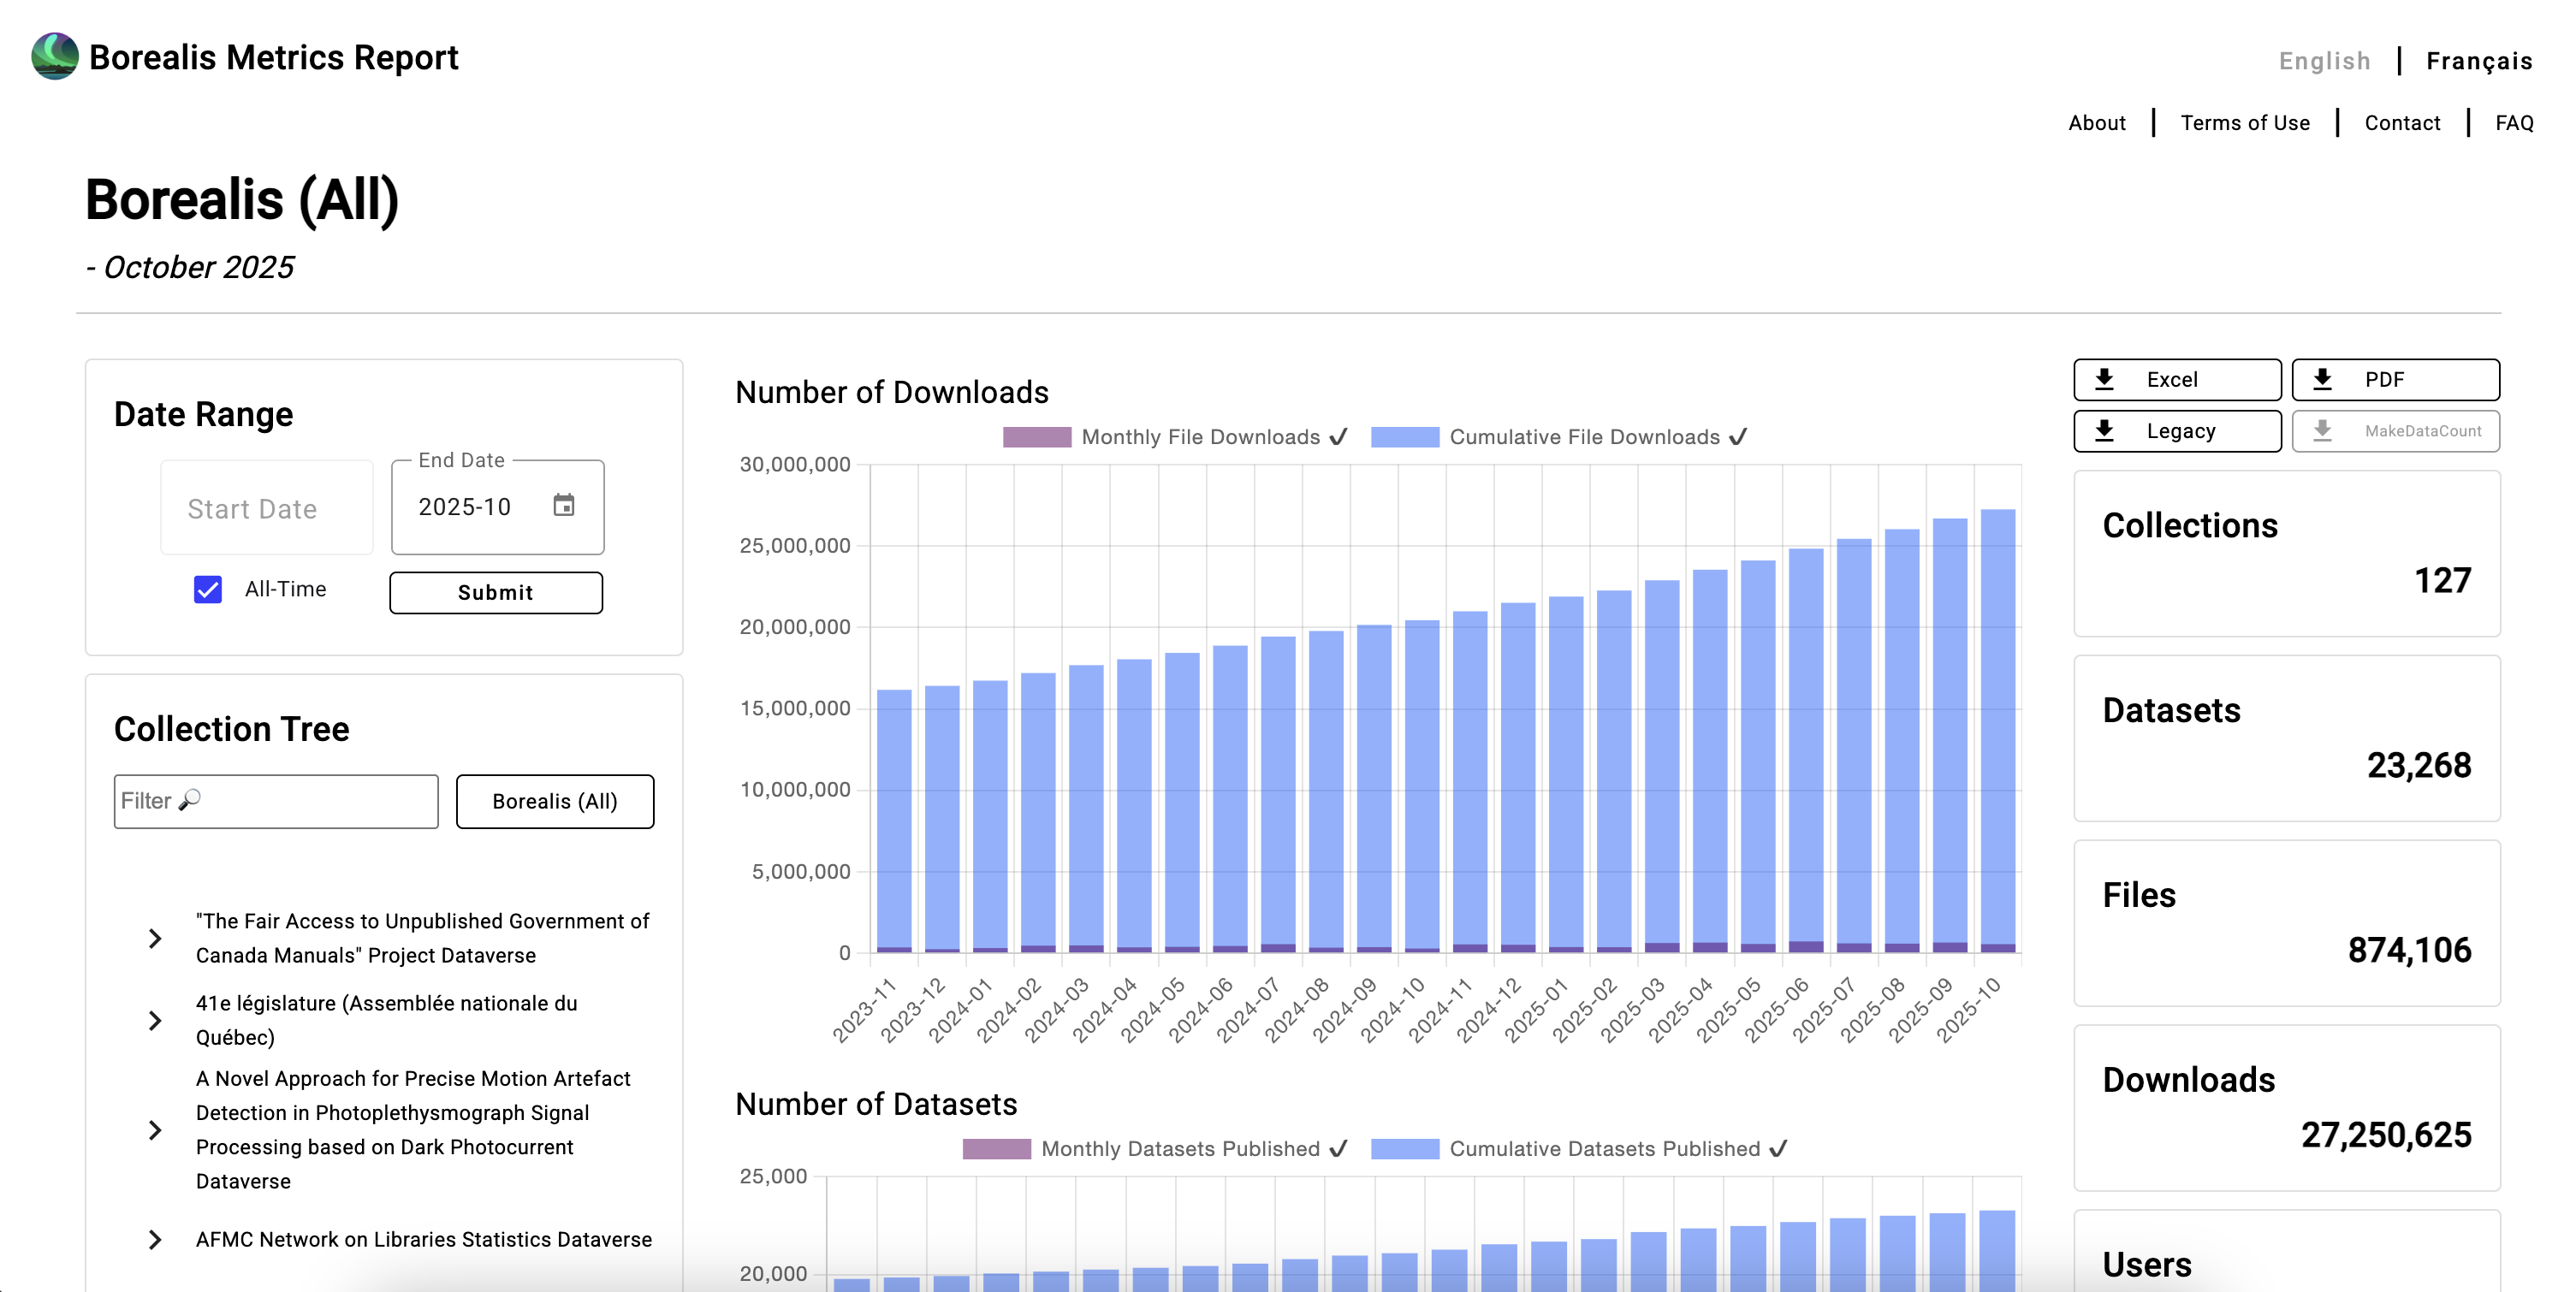 Borealis Metrics Report
English | Français
About | Terms of Use | Contact | FAQ
Borealis (All)
- October 2025
Date Range
Start Date
End Date
2025-10
All-Time
Submit
Collection Tree
Filter 🔎
Borealis (All)
"The Fair Access to Unpublished Government of
Canada Manuals" Project Dataverse
41e législature (Assemblée nationale du
Québec)
A Novel Approach for Precise Motion Artefact
Detection in Photoplethysmograph Signal
Processing based on Dark Photocurrent
Dataverse
AFMC Network on Libraries Statistics Dataverse
Number of Downloads
Monthly File Downloads ✓ Cumulative File Downloads ✓
30,000,000
25,000,000
20,000,000
15,000,000
10,000,000
5,000,000
0
2023-11 2023-12 2024-01 2024-02 2024-03 2024-04 2024-05 2024-06 2024-07 2024-08 2024-09 2024-10 2024-11 2024-12 2025-01 2025-02 2025-03 2025-04 2025-05 2025-06 2025-07 2025-08 2025-09 2025-10
Number of Datasets
Monthly Datasets Published ✓ Cumulative Datasets Published ✓
25,000
20,000
Excel
PDF
Legacy
MakeDataCount
Collections
127
Datasets
23,268
Files
874,106
Downloads
27,250,625
Users